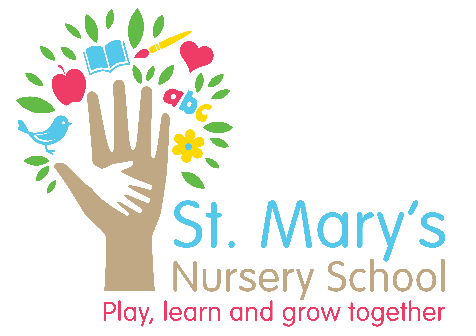 abc
St. Mary's
Nursery School
Play, learn and grow together